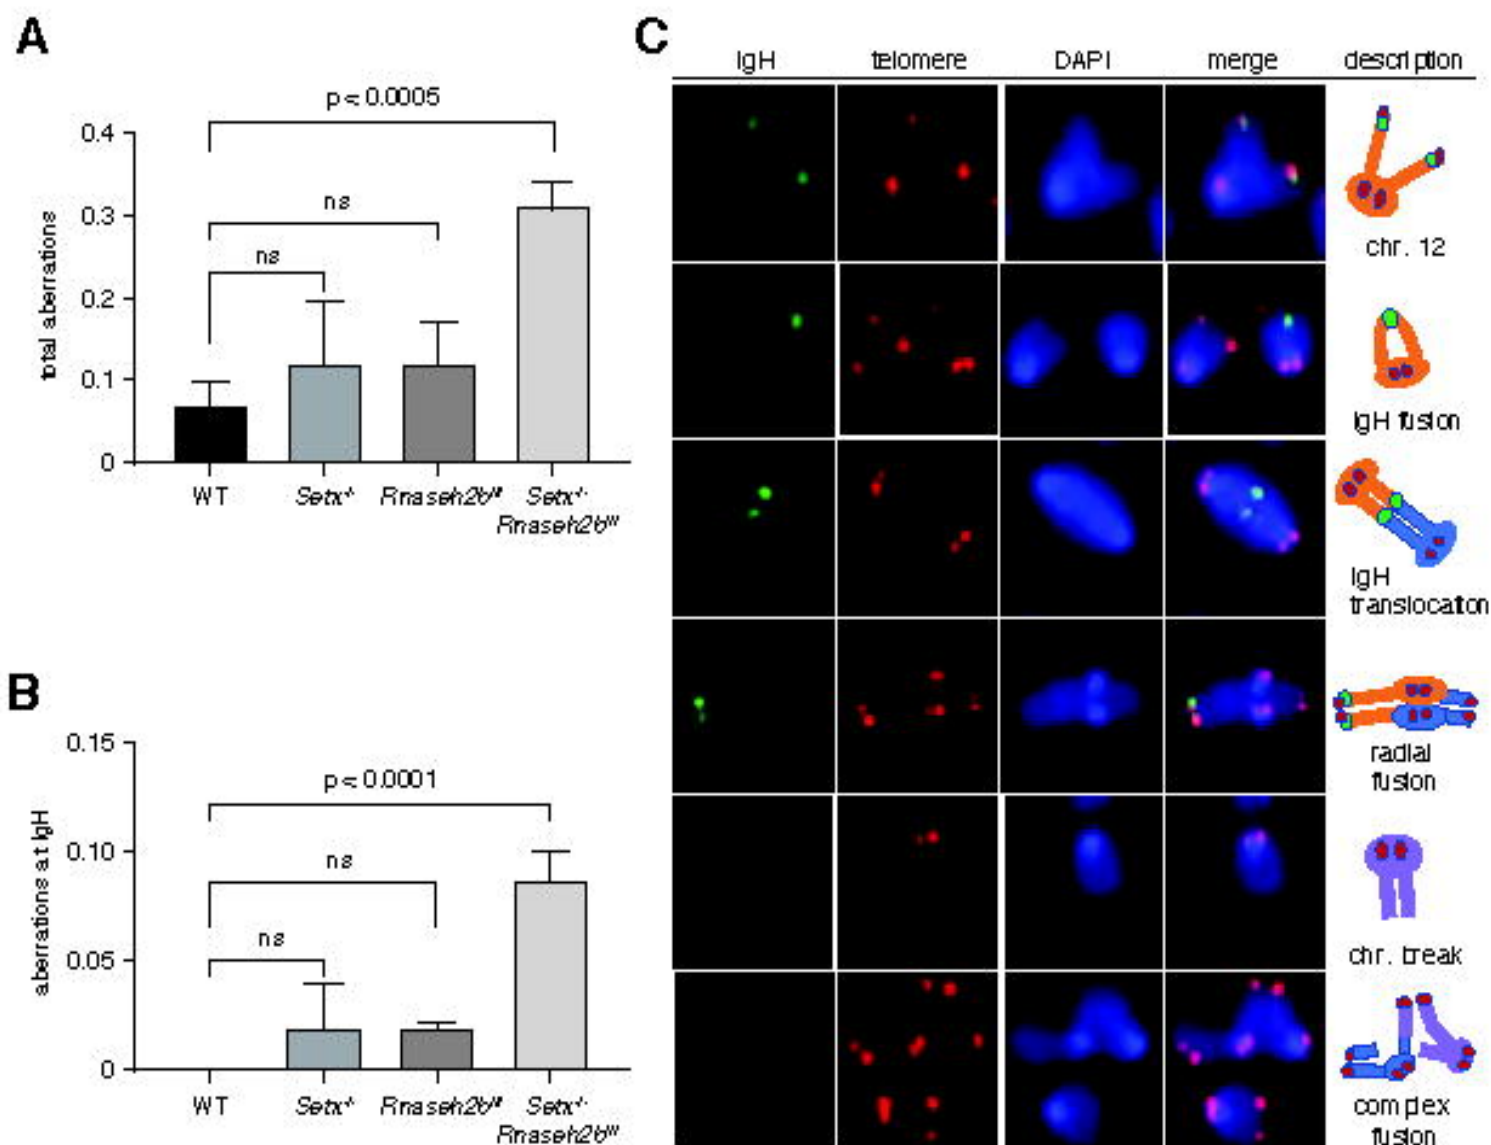 A
p < 0.0005
0.4
ns
0.3
ns
0.2
0.1
0
total aberrations
WT
Setx-/-
Rnaseh2bf/f
Setx-/-
Rnaseh2bf/f
B
0.15
p < 0.0001
0.10
ns
0.05
ns
0
aberrations at IgH
WT
Setx-/-
Rnaseh2bf/f
Setx-/-
Rnaseh2bf/f
C
IgH telomere DAPI merge description
chr. 12
IgH fusion
IgH
translocation
radial
fusion
chr. break
complex
fusion